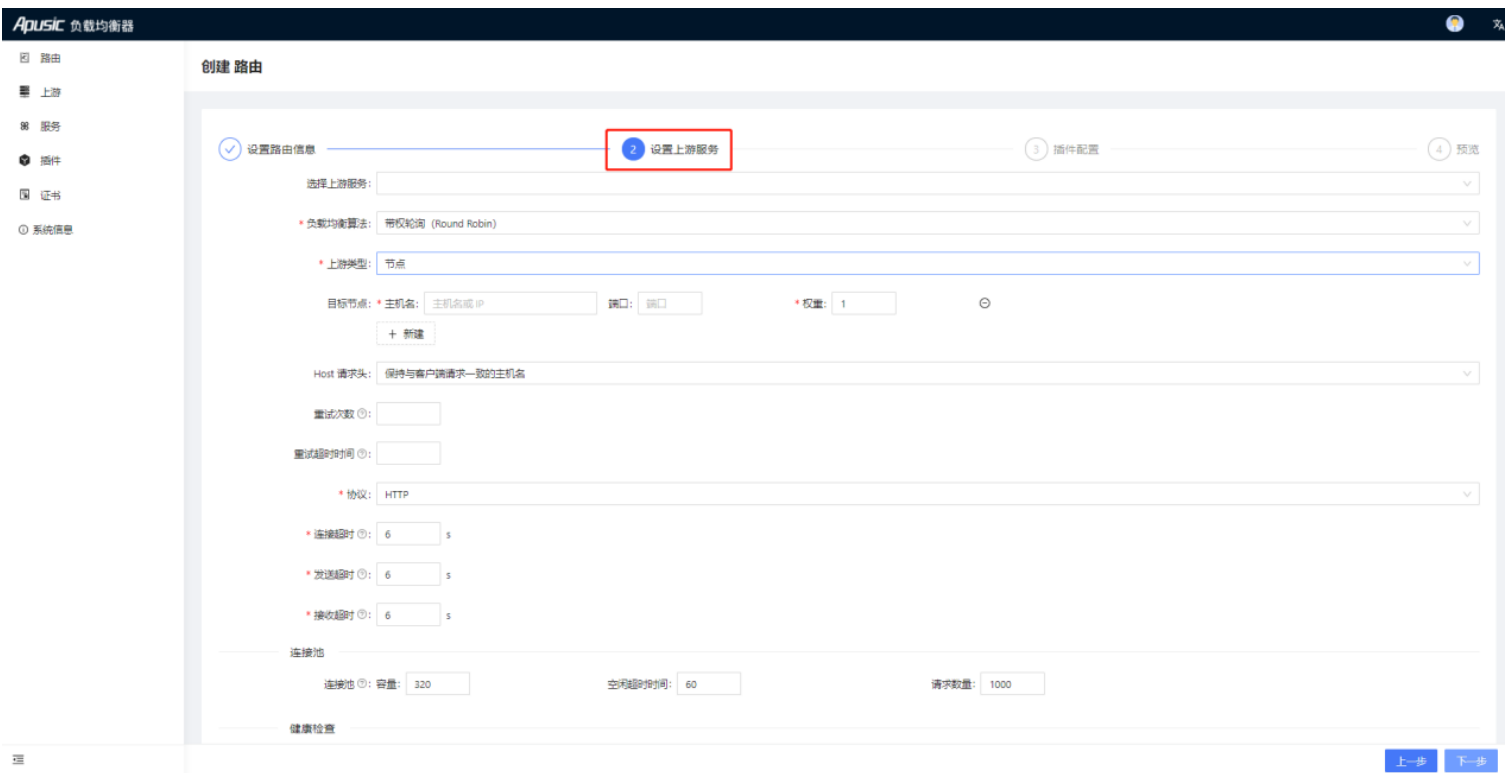 Apusic 负载均衡器
路由
上游
服务
插件
证书
系统信息
创建 路由
设置路由信息 2 设置上游服务 3 插件配置 4 预览
选择上游服务:
* 负载均衡算法: 带权轮询 (Round Robin)
* 上游类型: 节点
目标节点: * 主机名: 主机名或 IP 端口: 端口 * 权重: 1
+ 新建
Host 请求头: 保持与客户端请求一致的主机名
重试次数 ?:
重试超时时间 ?:
* 协议: HTTP
* 连接超时 ?: 6 s
* 发送超时 ?: 6 s
* 接收超时 ?: 6 s
连接池
连接池 ?: 容量: 320 空闲超时时间: 60 请求数量: 1000
健康检查
上一步 下一步